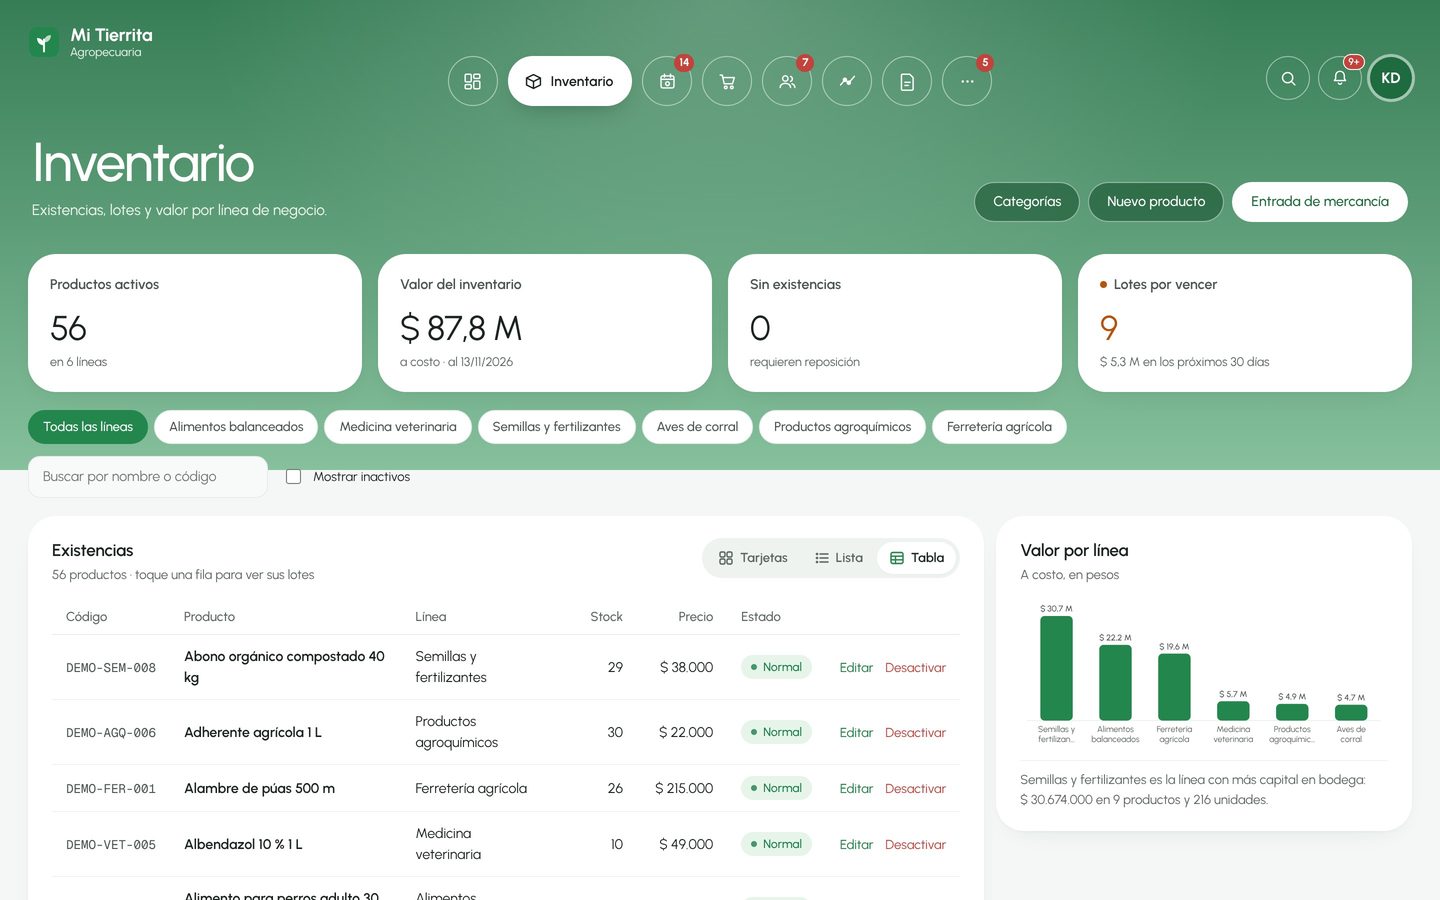 Mi Tierrita
Agropecuaria
Inventario
14
7
5
9+
KD
Inventario
Existencias, lotes y valor por línea de negocio.
Categorías
Nuevo producto
Entrada de mercancía
Productos activos
56
en 6 líneas
Valor del inventario
$ 87,8 M
a costo · al 13/11/2026
Sin existencias
0
requieren reposición
Lotes por vencer
9
$ 5,3 M en los próximos 30 días
Todas las líneas
Alimentos balanceados
Medicina veterinaria
Semillas y fertilizantes
Aves de corral
Productos agroquímicos
Ferretería agrícola
Buscar por nombre o código
Mostrar inactivos
Existencias
56 productos · toque una fila para ver sus lotes
Tarjetas
Lista
Tabla
Código Producto Línea Stock Precio Estado
DEMO-SEM-008 Abono orgánico compostado 40 kg Semillas y fertilizantes 29 $ 38.000 Normal Editar Desactivar
DEMO-AGQ-006 Adherente agrícola 1 L Productos agroquímicos 30 $ 22.000 Normal Editar Desactivar
DEMO-FER-001 Alambre de púas 500 m Ferretería agrícola 26 $ 215.000 Normal Editar Desactivar
DEMO-VET-005 Albendazol 10 % 1 L Medicina veterinaria 10 $ 49.000 Normal Editar Desactivar
Alimento para perros adulto 30 Alimentos
Valor por línea
A costo, en pesos
$ 30.7 M
$ 22.2 M
$ 19.6 M
$ 5.7 M
$ 4.9 M
$ 4.7 M
Semillas y fertilizan…
Alimentos balanceados
Ferretería agrícola
Medicina veterinaria
Productos agroquímic…
Aves de corral
Semillas y fertilizantes es la línea con más capital en bodega:
$ 30.674.000 en 9 productos y 216 unidades.